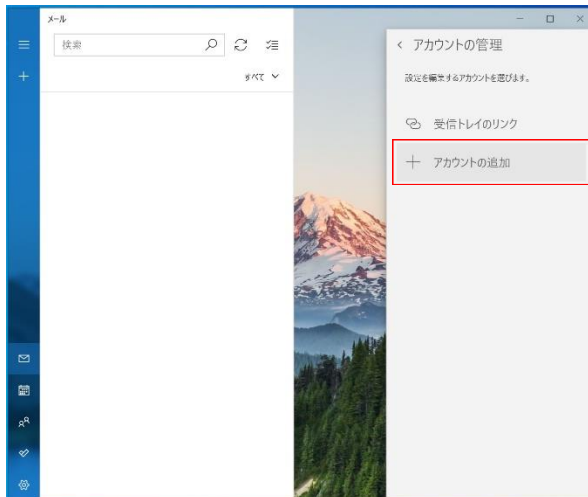 メール
検索
すべて
アカウントの管理
設定を編集するアカウントを選びます。
受信トレイのリンク
アカウントの追加